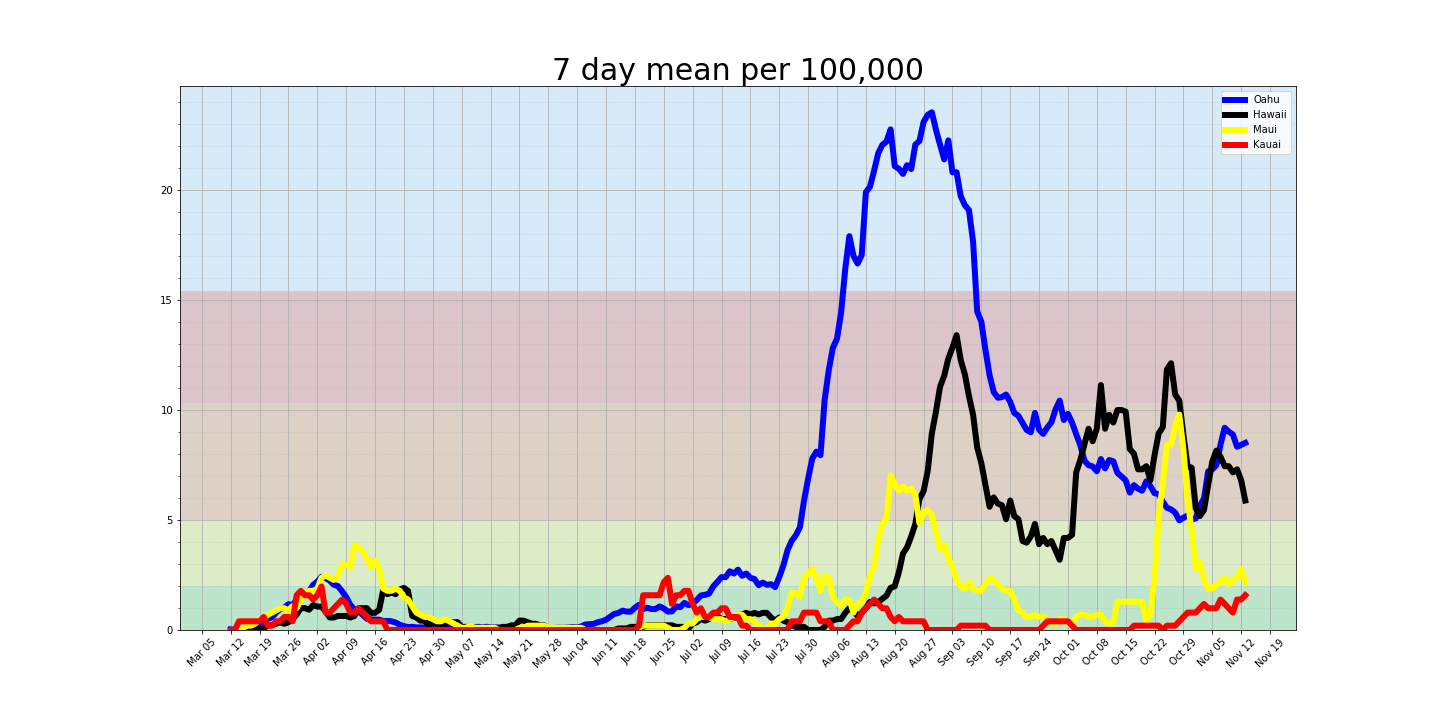 7 day mean per 100,000
Oahu
Hawaii
Maui
Kauai
20
15
10
5
0
Mar 05 Mar 12 Mar 19 Mar 26 Apr 02 Apr 09 Apr 16 Apr 23 Apr 30 May 07 May 14 May 21 May 28 Jun 04 Jun 11 Jun 18 Jun 25 Jul 02 Jul 09 Jul 16 Jul 23 Jul 30 Aug 06 Aug 13 Aug 20 Aug 27 Sep 03 Sep 10 Sep 17 Sep 24 Oct 01 Oct 08 Oct 15 Oct 22 Oct 29 Nov 05 Nov 12 Nov 19